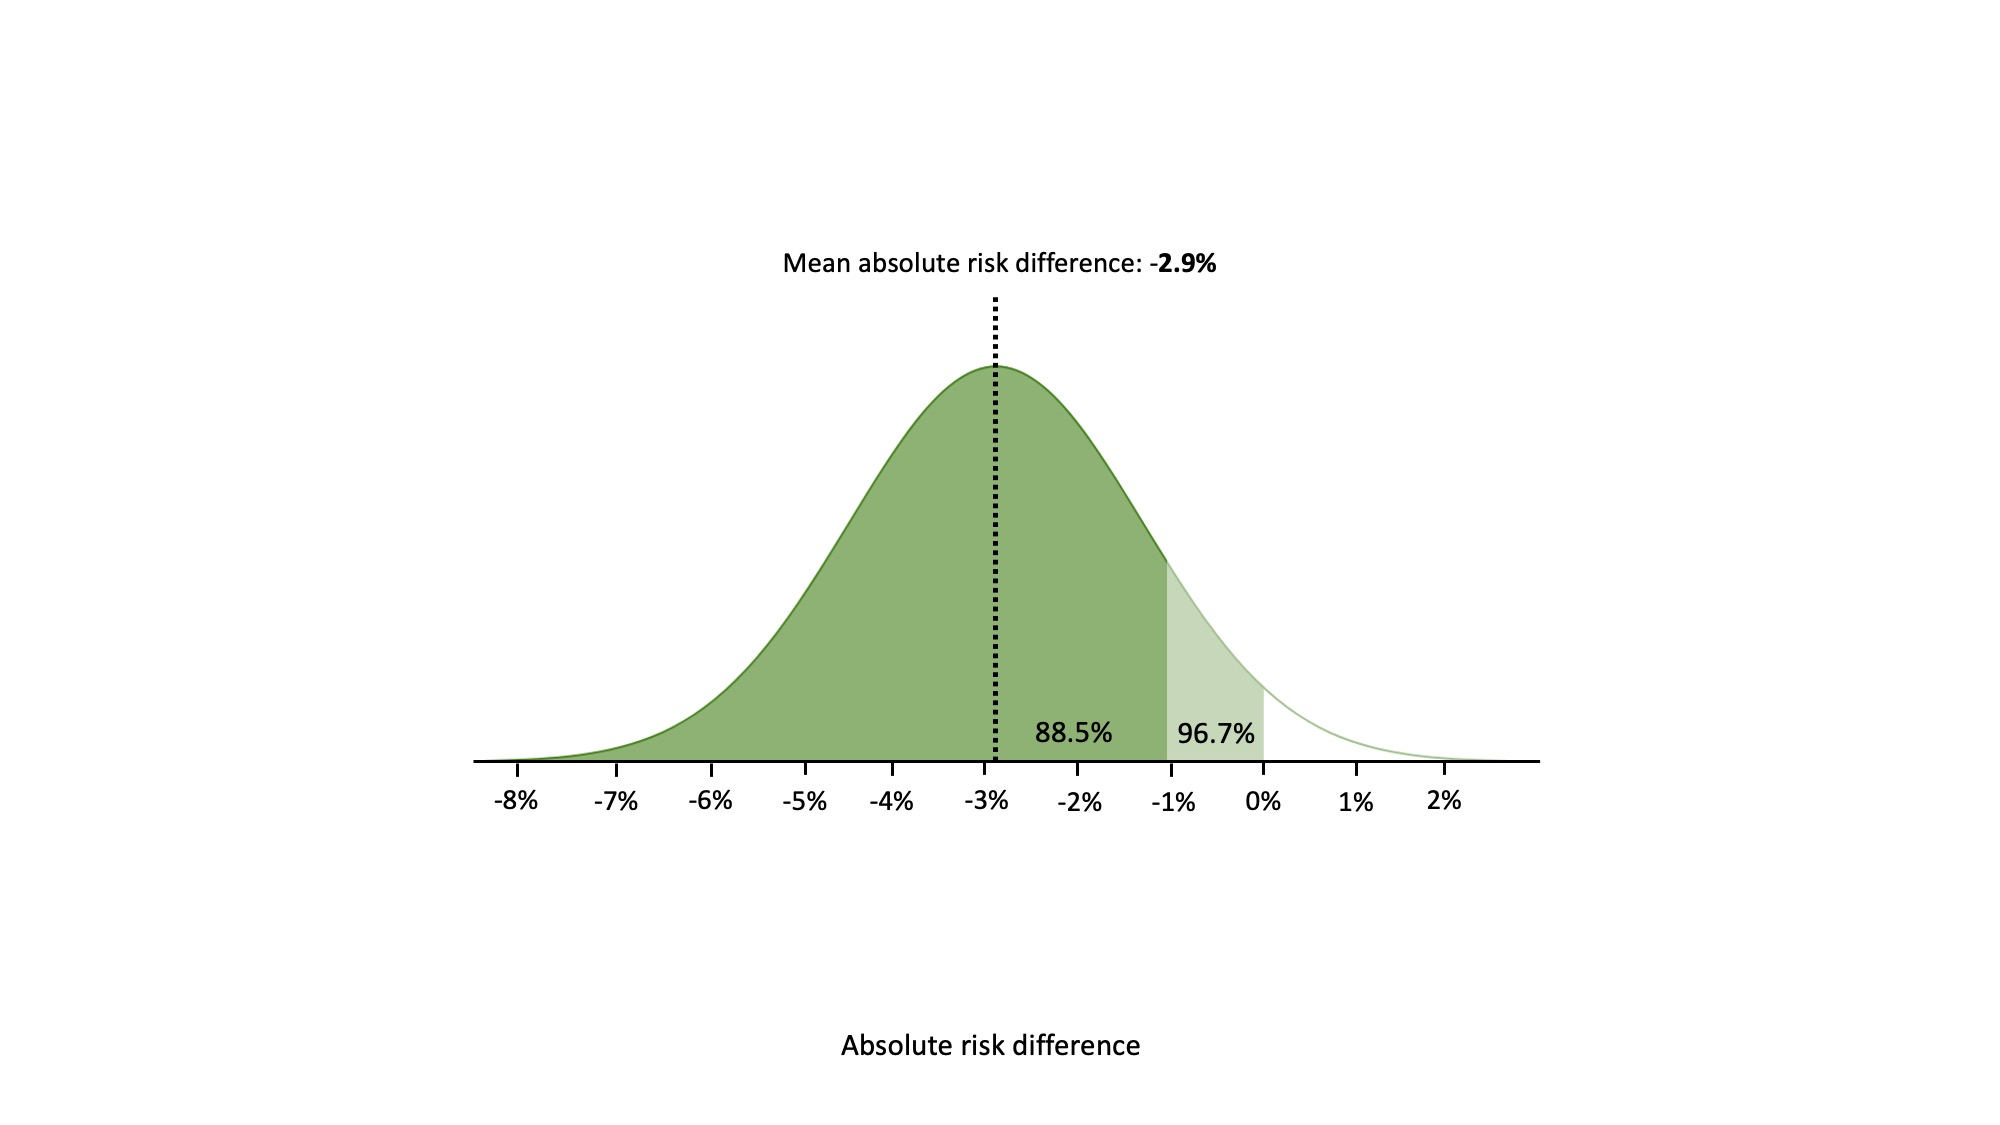 Mean absolute risk difference: -2.9%
88.5% 96.7%
-8% -7% -6% -5% -4% -3% -2% -1% 0% 1% 2%
Absolute risk difference